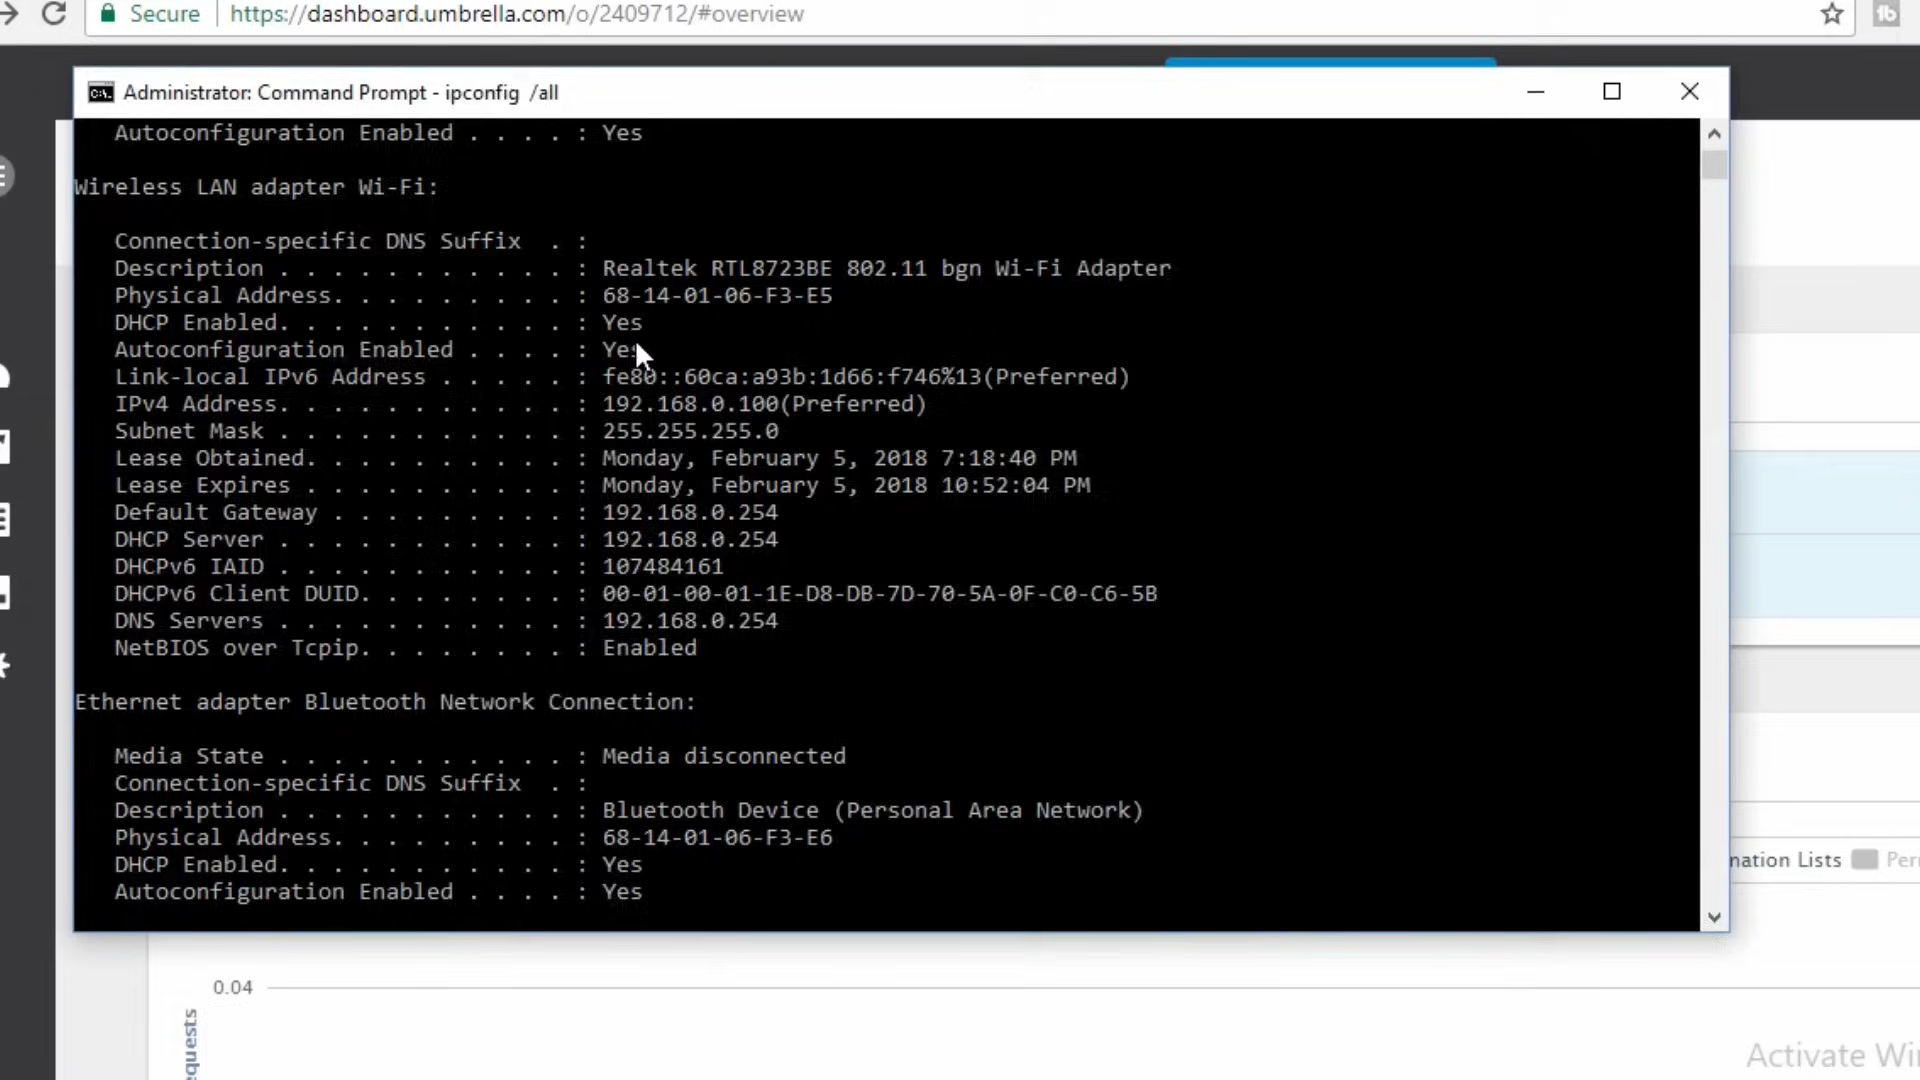 Secure https://dashboard.umbrella.com/o/2409712/#overview
Administrator: Command Prompt - ipconfig /all
Autoconfiguration Enabled . . . . : Yes
Wireless LAN adapter Wi-Fi:
Connection-specific DNS Suffix . :
Description . . . . . . . . . . . : Realtek RTL8723BE 802.11 bgn Wi-Fi Adapter
Physical Address. . . . . . . . . : 68-14-01-06-F3-E5
DHCP Enabled. . . . . . . . . . . : Yes
Autoconfiguration Enabled . . . . : Yes
Link-local IPv6 Address . . . . . : fe80::60ca:a93b:1d66:f746%13(Preferred)
IPv4 Address. . . . . . . . . . . : 192.168.0.100(Preferred)
Subnet Mask . . . . . . . . . . . : 255.255.255.0
Lease Obtained. . . . . . . . . . : Monday, February 5, 2018 7:18:40 PM
Lease Expires . . . . . . . . . . : Monday, February 5, 2018 10:52:04 PM
Default Gateway . . . . . . . . . : 192.168.0.254
DHCP Server . . . . . . . . . . . : 192.168.0.254
DHCPv6 IAID . . . . . . . . . . . : 107484161
DHCPv6 Client DUID. . . . . . . . : 00-01-00-01-1E-D8-DB-7D-70-5A-0F-C0-C6-5B
DNS Servers . . . . . . . . . . . : 192.168.0.254
NetBIOS over Tcpip. . . . . . . . : Enabled
Ethernet adapter Bluetooth Network Connection:
Media State . . . . . . . . . . . : Media disconnected
Connection-specific DNS Suffix . :
Description . . . . . . . . . . . : Bluetooth Device (Personal Area Network)
Physical Address. . . . . . . . . : 68-14-01-06-F3-E6
DHCP Enabled. . . . . . . . . . . : Yes
Autoconfiguration Enabled . . . . : Yes
nation Lists Per
0.04
equests
Activate Wi